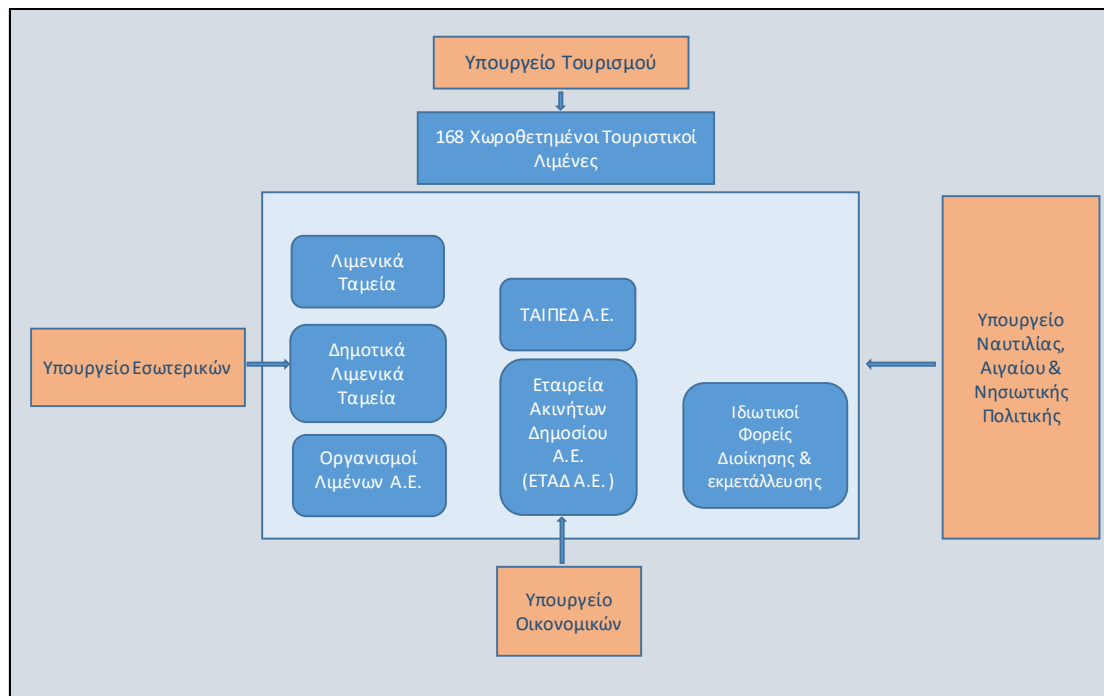 Υπουργείο Τουρισμού
168 Χωροθετημένοι Τουριστικοί
Λιμένες
Λιμενικά
Ταμεία
ΤΑΙΠΕΔ Α.Ε.
Υπουργείο Εσωτερικών
Δημοτικά
Λιμενικά
Ταμεία
Εταιρεία
Ακινήτων
Δημοσίου
Α.Ε.
(ΕΤΑΔ Α.Ε. )
Οργανισμοί
Λιμένων Α.Ε.
Ιδιωτικοί
Φορείς
Διοίκησης &
εκμετάλλευσης
Υπουργείο
Ναυτιλίας,
Αιγαίου &
Νησιωτικής
Πολιτικής
Υπουργείο
Οικονομικών